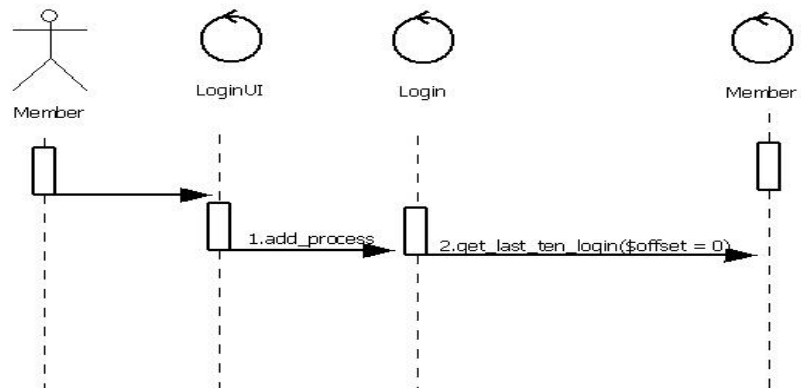 LoginUI
Login
Member
Member
1.add_process
2.get_last_ten_login($offset = 0)